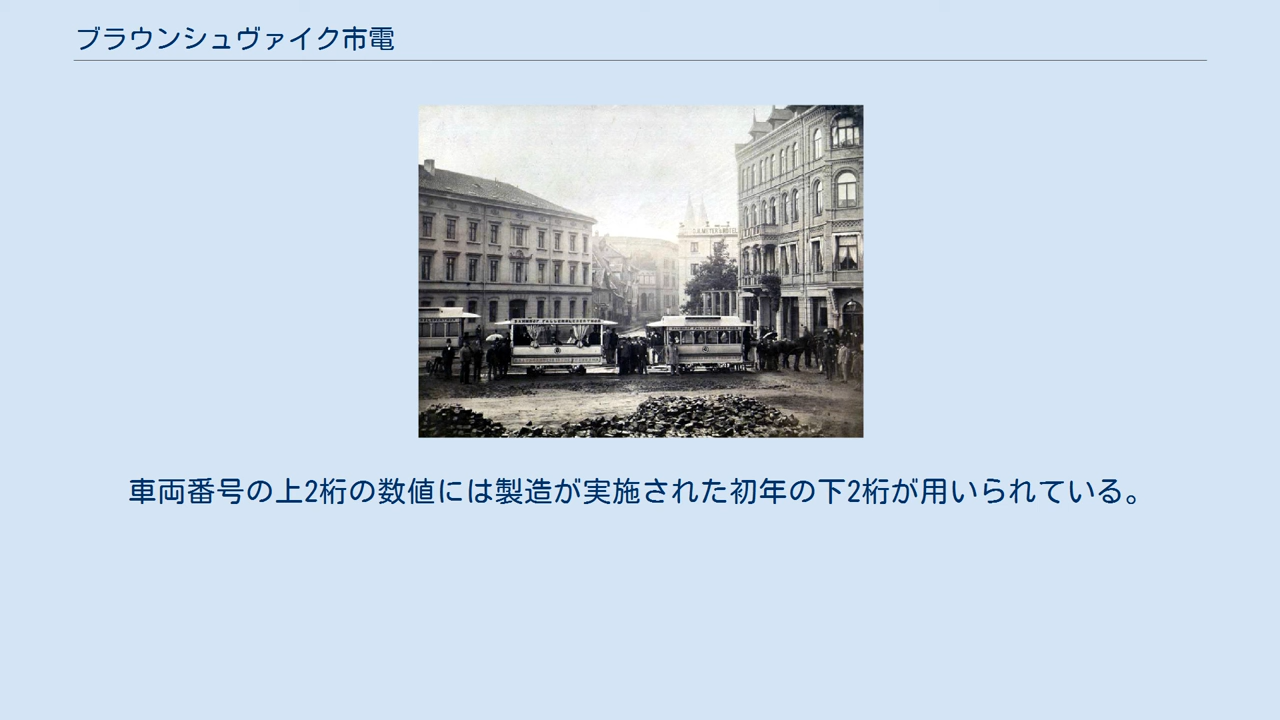 ブラウンシュヴァイク市電
車両番号の上2桁の数値には製造が実施された初年の下2桁が用いられている。